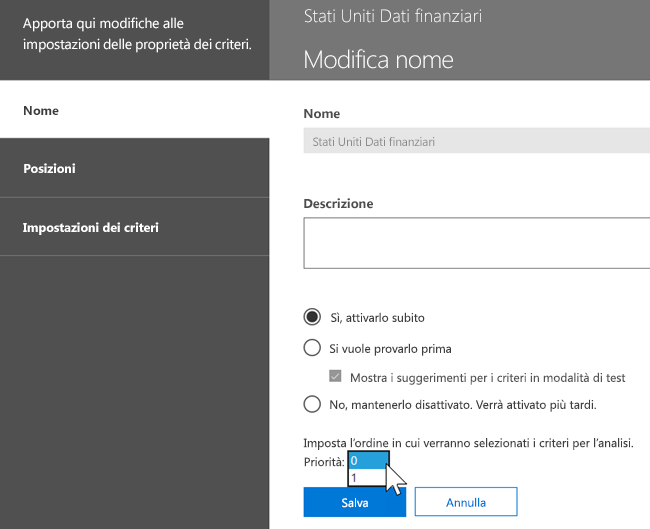 Apporta qui modifiche alle
impostazioni delle proprietà dei criteri.
Nome
Posizioni
Impostazioni dei criteri
Stati Uniti Dati finanziari
Modifica nome
Nome
Stati Uniti Dati finanziari
Descrizione
Sì, attivarlo subito
Si vuole provarlo prima
Mostra i suggerimenti per i criteri in modalità di test
No, mantenerlo disattivato. Verrà attivato più tardi.
Imposta l'ordine in cui verranno selezionati i criteri per l'analisi.
Priorità: 0
1
Salva Annulla